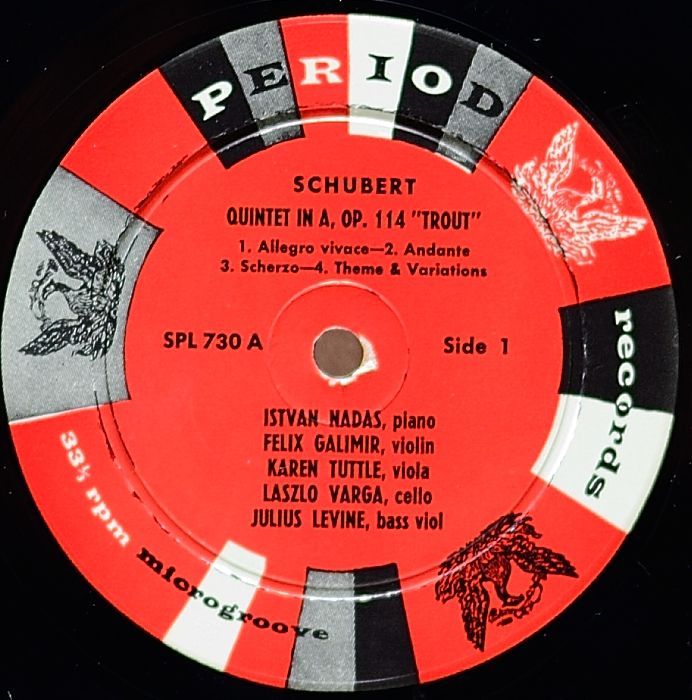 PERIOD
records
SCHUBERT
QUINTET IN A, OP. 114 "TROUT"
1. Allegro vivace—2. Andante
3. Scherzo—4. Theme & Variations
SPL 730 A
Side 1
ISTVAN NADAS, piano
FELIX GALIMIR, violin
KAREN TUTTLE, viola
LASZLO VARGA, cello
JULIUS LEVINE, bass viol
33⅓ rpm microgroove